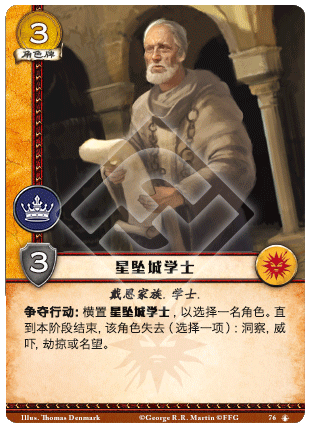 3
角色牌
3
星坠城学士
戴恩家族. 学士.
争夺行动: 横置 星坠城学士 , 以选择一名角色。直
到本阶段结束, 该角色失去 (选择一项) : 洞察, 威
吓, 劫掠或名望。
Illus. Thomas Denmark ©George R.R. Martin ©FFG 76